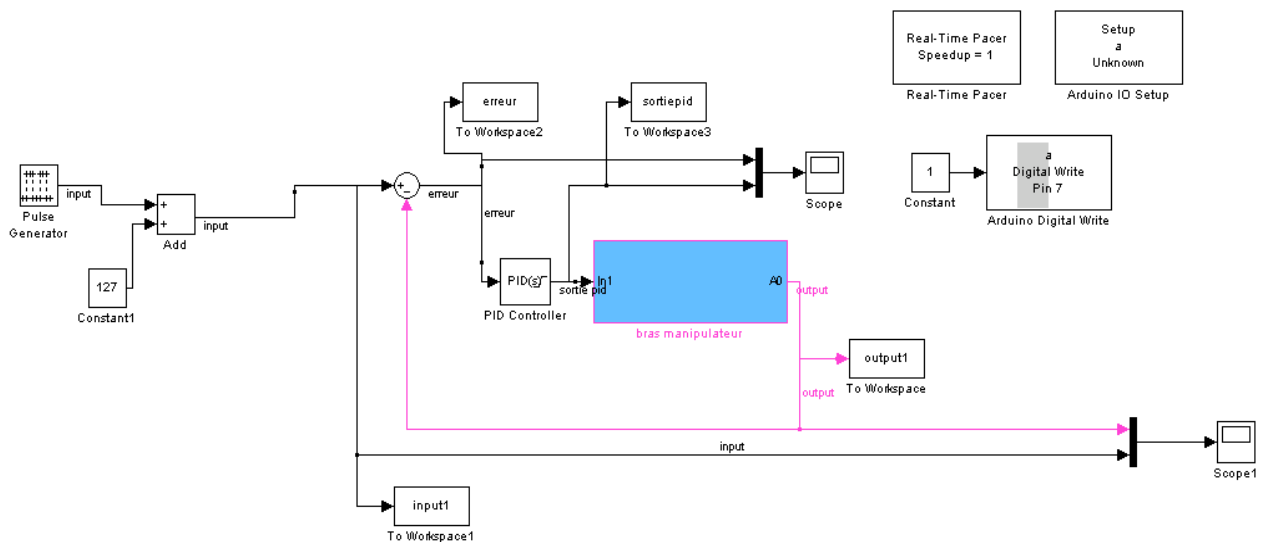 Real-Time Pacer
Speedup = 1
Real-Time Pacer
Setup
a
Unknown
Arduino IO Setup
erreur
To Workspace2
sortiepid
To Workspace3
input
Pulse
Generator
+
+
Add
input
127
Constant1
+
−
erreur
erreur
Scope
1
Constant
a
Digital Write
Pin 7
Arduino Digital Write
PID(s)
PID Controller
sortie pid
In1
A0
bras manipulateur
output
output1
To Workspace
output
input
Scope1
input1
To Workspace1